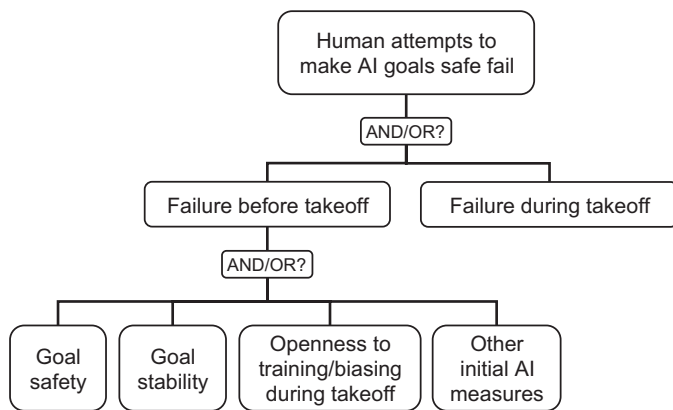 Human attempts to
make AI goals safe fail
AND/OR?
Failure before takeoff
Failure during takeoff
AND/OR?
Goal
safety
Goal
stability
Openness to
training/biasing
during takeoff
Other
initial AI
measures